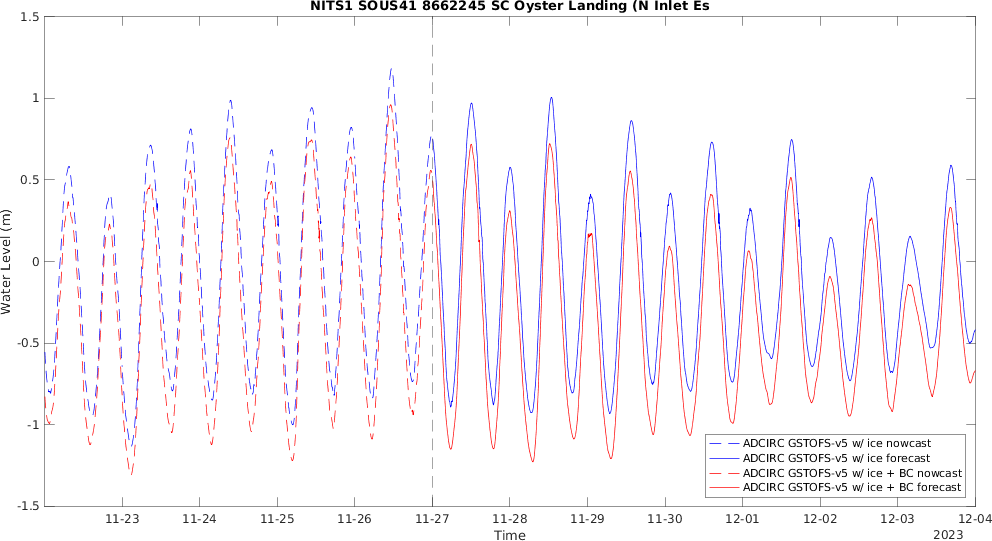 NITS1 SOUS41 8662245 SC Oyster Landing (N Inlet Es
1.5
1
0.5
0
-0.5
-1
-1.5
Water Level (m)
11-23 11-24 11-25 11-26 11-27 11-28 11-29 11-30 12-01 12-02 12-03 12-04
Time
2023
ADCIRC GSTOFS-v5 w/ ice nowcast
ADCIRC GSTOFS-v5 w/ ice forecast
ADCIRC GSTOFS-v5 w/ ice + BC nowcast
ADCIRC GSTOFS-v5 w/ ice + BC forecast